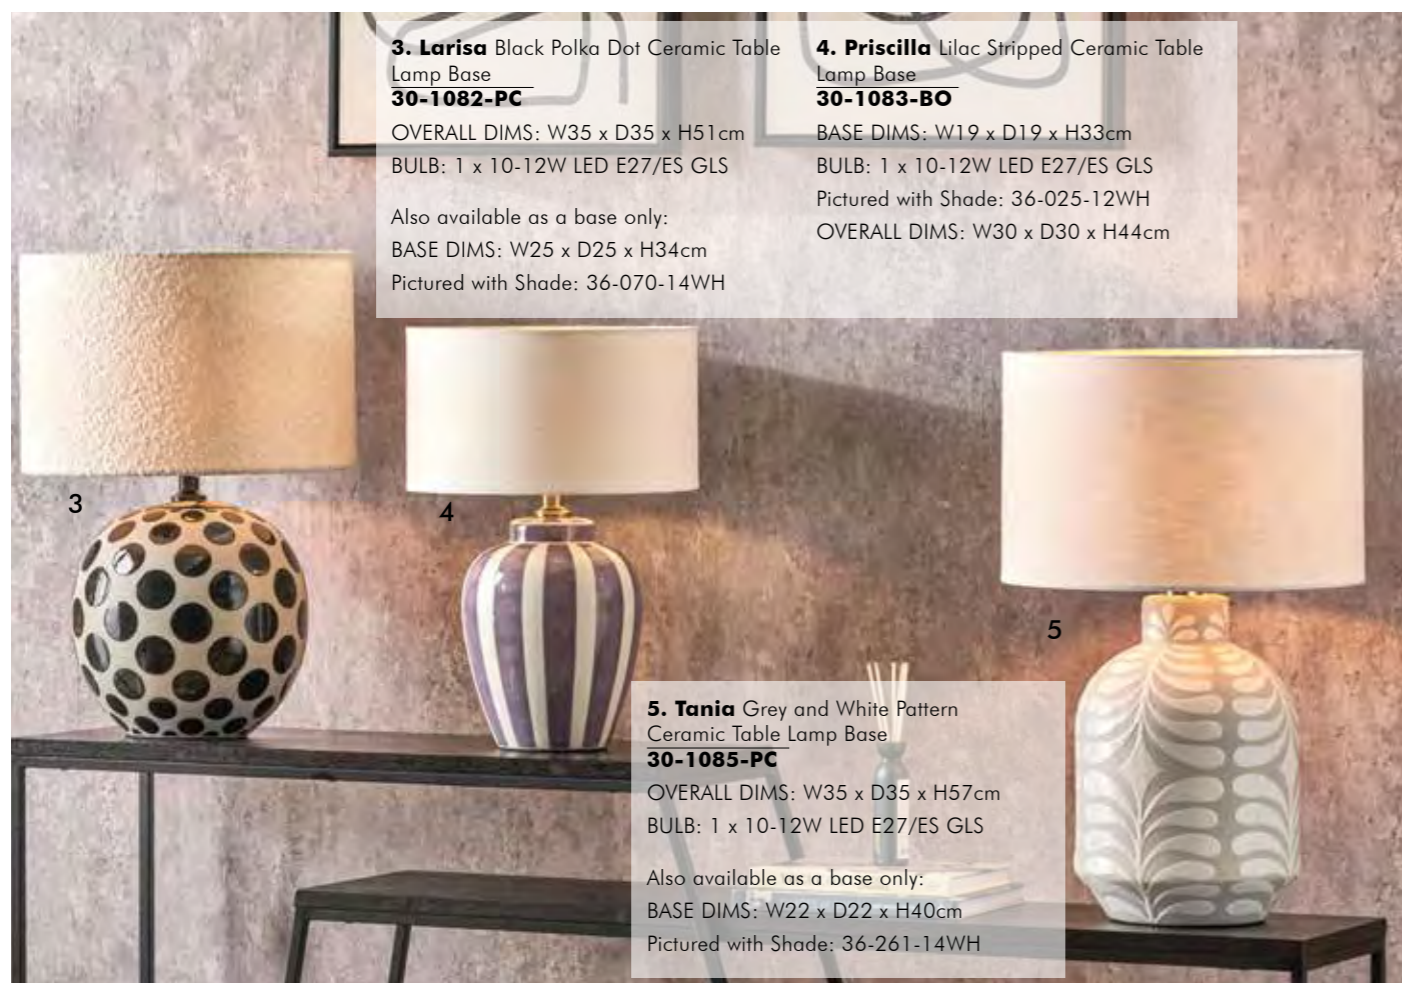 3. Larisa Black Polka Dot Ceramic Table
Lamp Base
30-1082-PC
OVERALL DIMS: W35 x D35 x H51cm
BULB: 1 x 10-12W LED E27/ES GLS
Also available as a base only:
BASE DIMS: W25 x D25 x H34cm
Pictured with Shade: 36-070-14WH
4. Priscilla Lilac Stripped Ceramic Table
Lamp Base
30-1083-BO
BASE DIMS: W19 x D19 x H33cm
BULB: 1 x 10-12W LED E27/ES GLS
Pictured with Shade: 36-025-12WH
OVERALL DIMS: W30 x D30 x H44cm
3
4
5
5. Tania Grey and White Pattern
Ceramic Table Lamp Base
30-1085-PC
OVERALL DIMS: W35 x D35 x H57cm
BULB: 1 x 10-12W LED E27/ES GLS
Also available as a base only:
BASE DIMS: W22 x D22 x H40cm
Pictured with Shade: 36-261-14WH